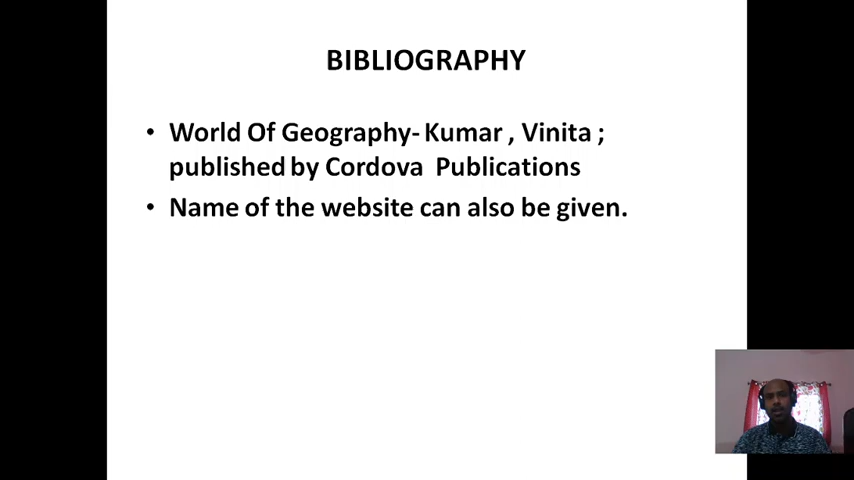 BIBLIOGRAPHY
• World Of Geography- Kumar , Vinita ;
published by Cordova Publications
• Name of the website can also be given.